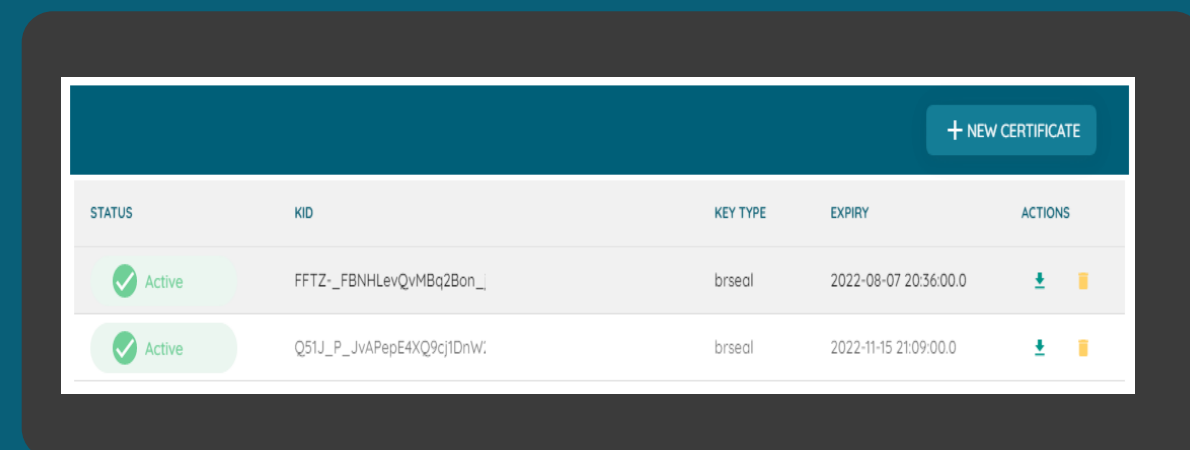 + NEW CERTIFICATE
STATUS KID KEY TYPE EXPIRY ACTIONS
Active FFTZ-_FBNHLevQvMBq2Bon_ brseal 2022-08-07 20:36:00.0
Active Q51J_P_JvAPepE4XQ9cj1DnW brseal 2022-11-15 21:09:00.0